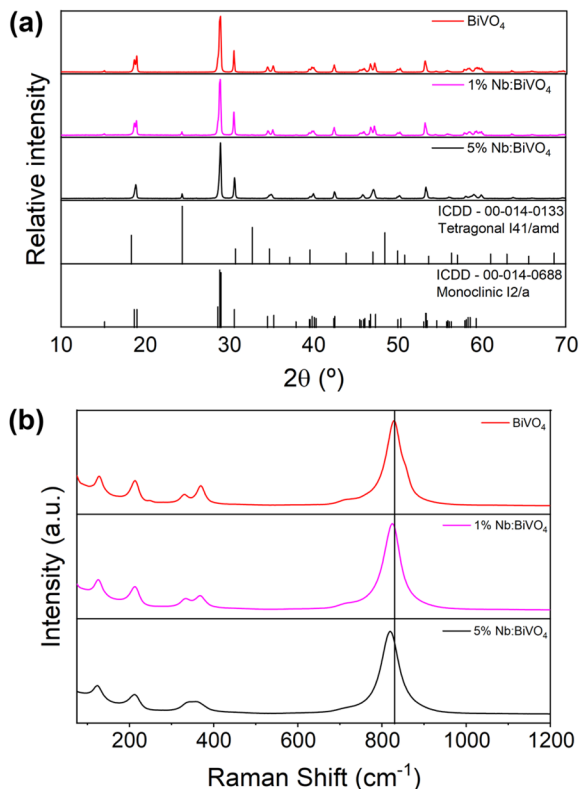 (a)
Relative intensity
BiVO₄
1% Nb:BiVO₄
5% Nb:BiVO₄
ICDD - 00-014-0133
Tetragonal I41/amd
ICDD - 00-014-0688
Monoclinic I2/a
10 20 30 40 50 60 70
2θ (º)
(b)
Intensity (a.u.)
BiVO₄
1% Nb:BiVO₄
5% Nb:BiVO₄
200 400 600 800 1000 1200
Raman Shift (cm⁻¹)